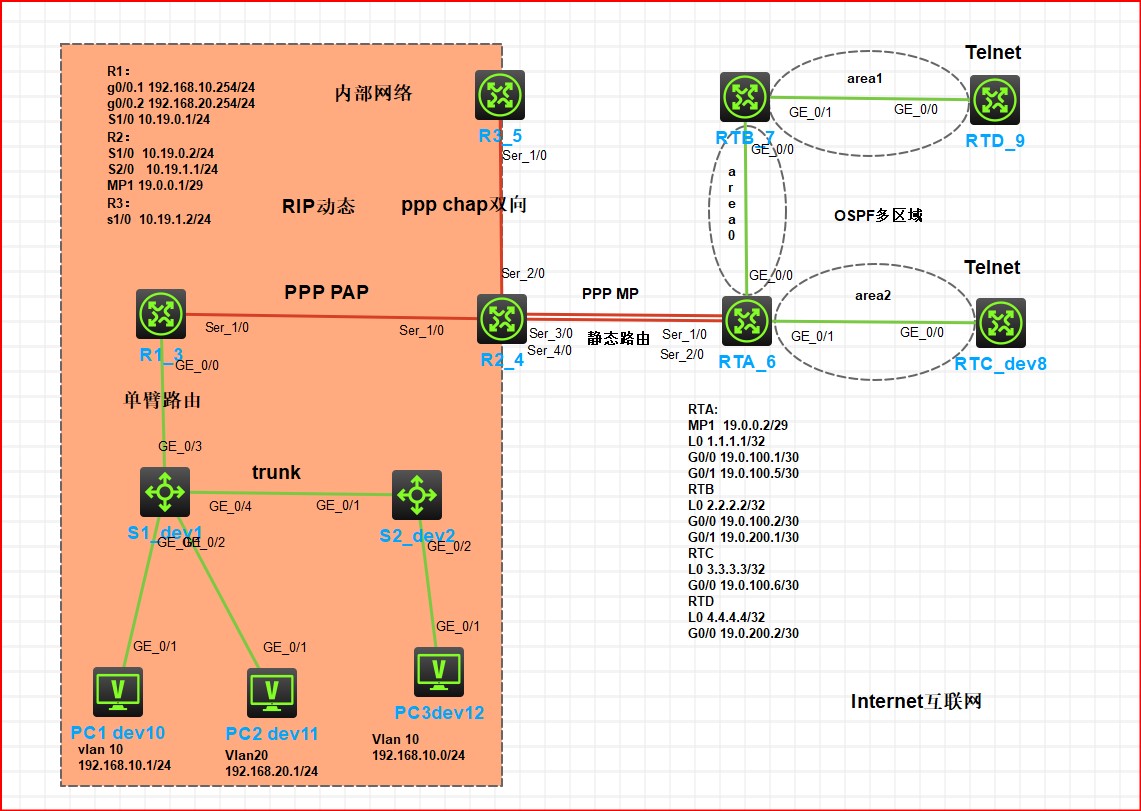 R1：
g0/0.1 192.168.10.254/24
g0/0.2 192.168.20.254/24
S1/0 10.19.0.1/24
R2：
S1/0 10.19.0.2/24
S2/0 10.19.1.1/24
MP1 19.0.0.1/29
R3：
s1/0 10.19.1.2/24
内部网络
R3_5
Ser_1/0
RIP动态
ppp chap双向
Ser_2/0
PPP PAP
R1_3
Ser_1/0
Ser_1/0
R2_4
GE_0/0
单臂路由
GE_0/3
trunk
S1_dev1
GE_0/4
GE_0/1
S2_dev2
GE_0/1
GE_0/2
GE_0/2
GE_0/1
GE_0/1
GE_0/1
PC1 dev10
vlan 10
192.168.10.1/24
PC2 dev11
Vlan20
192.168.20.1/24
PC3dev12
Vlan 10
192.168.10.0/24
PPP MP
Ser_3/0
Ser_4/0
静态路由
Ser_1/0
Ser_2/0
RTA_6
RTB_7
GE_0/0
area0
GE_0/0
GE_0/1
area1
GE_0/0
Telnet
RTD_9
OSPF多区域
GE_0/1
area2
GE_0/0
Telnet
RTC_dev8
RTA:
MP1 19.0.0.2/29
L0 1.1.1.1/32
G0/0 19.0.100.1/30
G0/1 19.0.100.5/30
RTB
L0 2.2.2.2/32
G0/0 19.0.100.2/30
G0/1 19.0.200.1/30
RTC
L0 3.3.3.3/32
G0/0 19.0.100.6/30
RTD
L0 4.4.4.4/32
G0/0 19.0.200.2/30
Internet互联网